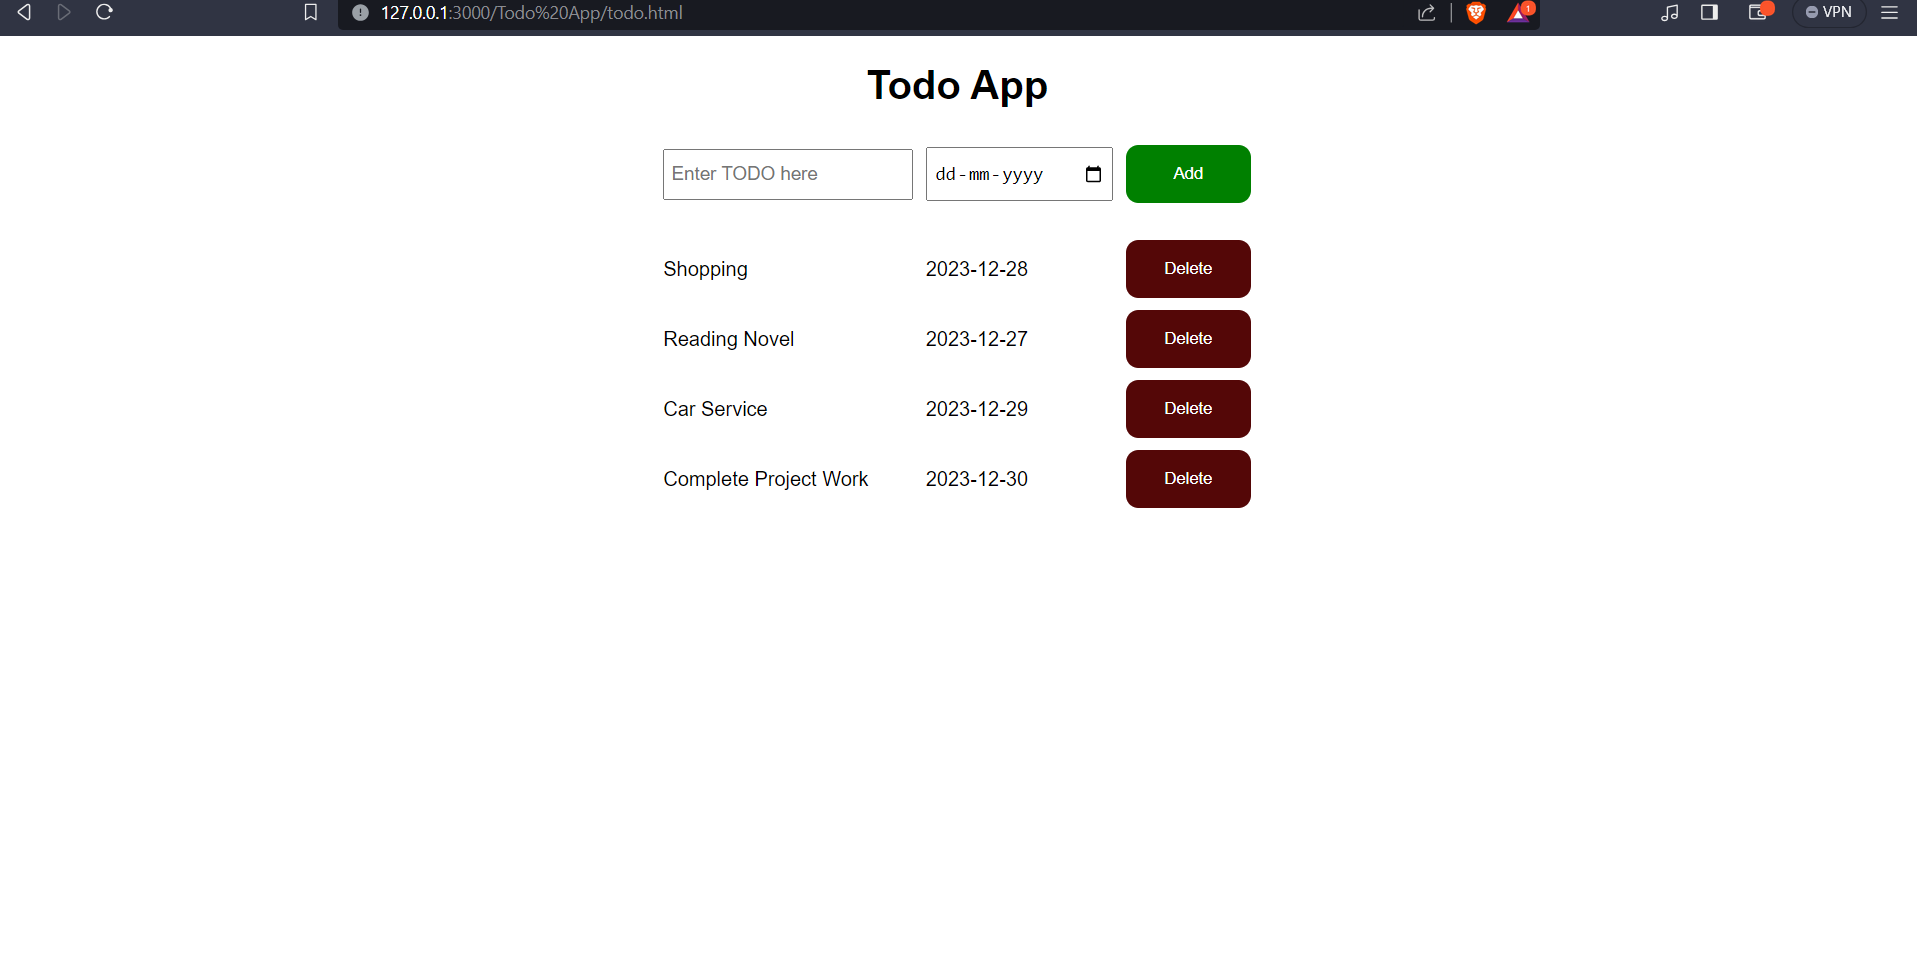 127.0.0.1:3000/Todo%20App/todo.html 1 VPN
Todo App
Enter TODO here dd-mm-yyyy Add
Shopping 2023-12-28 Delete
Reading Novel 2023-12-27 Delete
Car Service 2023-12-29 Delete
Complete Project Work 2023-12-30 Delete